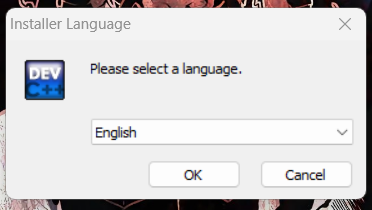 Installer Language
DEV
C++
Please select a language.
English
OK
Cancel